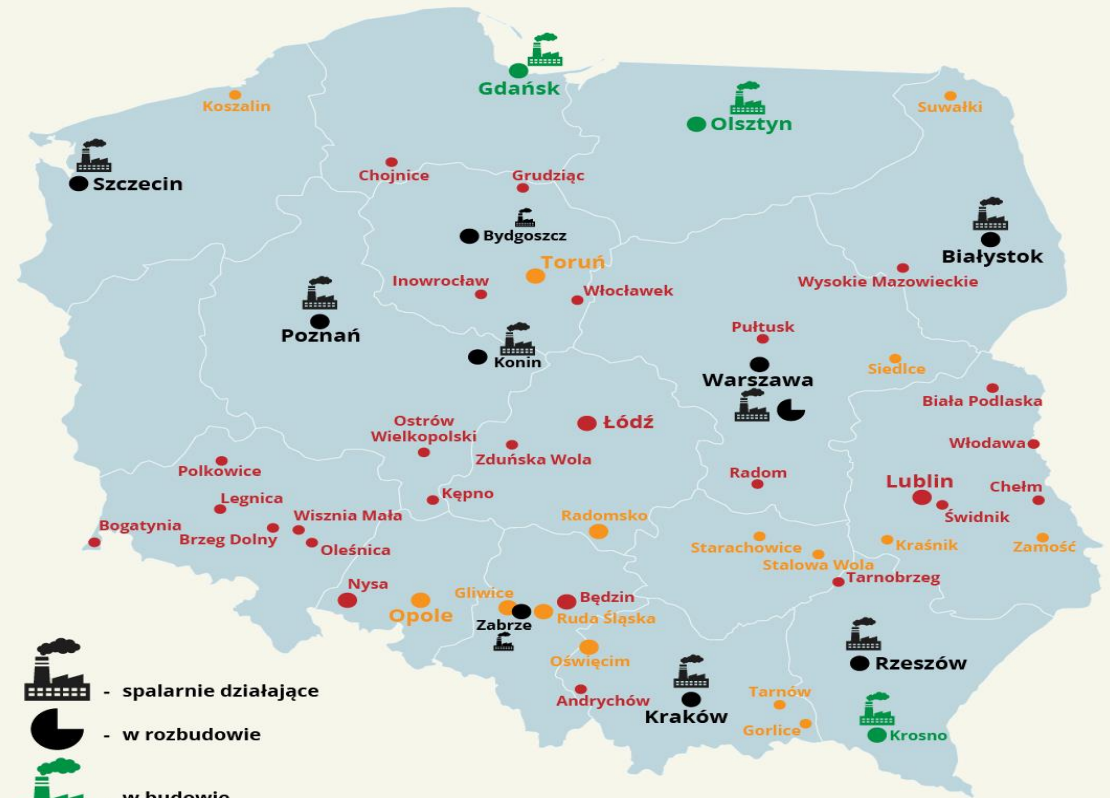 Gdańsk
Koszalin
Suwałki
Olsztyn
Szczecin
Chojnice
Grudziąc
Bydgoszcz
Białystok
Toruń
Inowrocław
Włocławek
Wysokie Mazowieckie
Poznań
Pułtusk
Konin
Siedlce
Warszawa
Biała Podlaska
Ostrów
Wielkopolski
Łódź
Włodawa
Zduńska Wola
Polkowice
Radom
Lublin
Chełm
Legnica
Kępno
Bogatynia
Wisznia Mała
Radomsko
Świdnik
Brzeg Dolny
Oleśnica
Starachowice
Kraśnik
Zamość
Stalowa Wola
Tarnobrzeg
Nysa
Gliwice
Będzin
Opole
Zabrze
Ruda Śląska
Oświęcim
Rzeszów
Andrychów
Tarnów
Kraków
Gorlice
Krosno
- spalarnie działające
- w rozbudowie
- w budowie